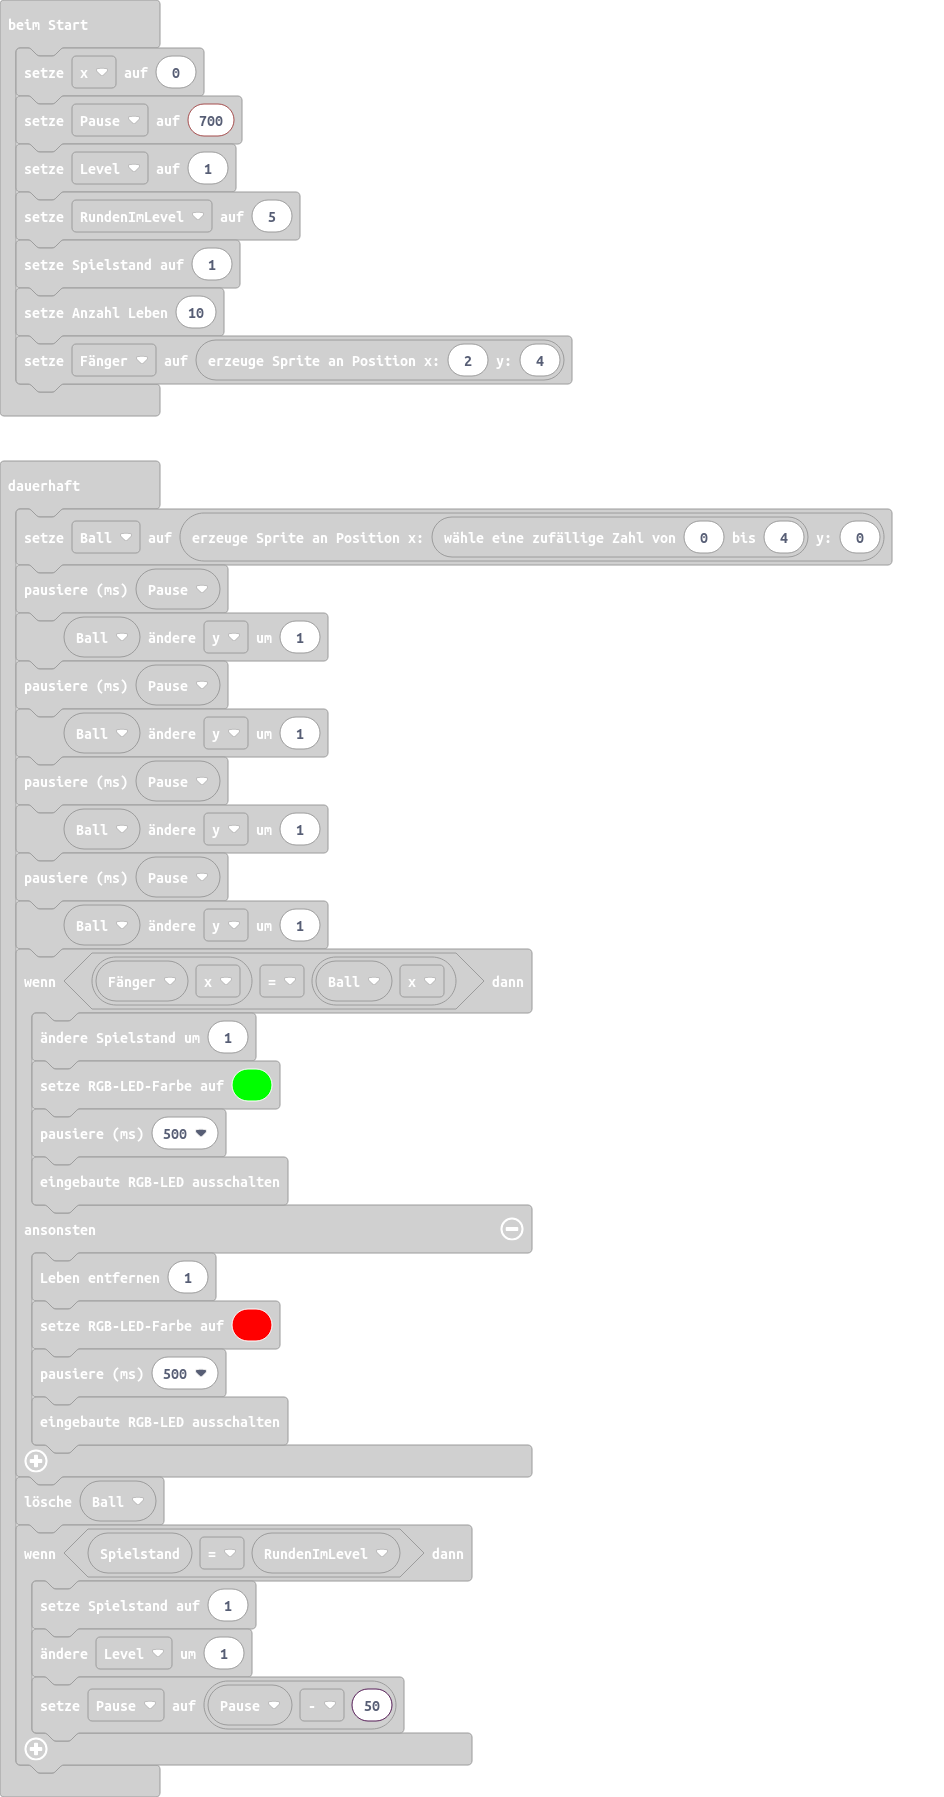 beim Start
setze x auf 0
setze Pause auf 700
setze Level auf 1
setze RundenImLevel auf 5
setze Spielstand auf 1
setze Anzahl Leben 10
setze Fänger auf erzeuge Sprite an Position x: 2 y: 4
dauerhaft
setze Ball auf erzeuge Sprite an Position x: wähle eine zufällige Zahl von 0 bis 4 y: 0
pausiere (ms) Pause
Ball ändere y um 1
pausiere (ms) Pause
Ball ändere y um 1
pausiere (ms) Pause
Ball ändere y um 1
pausiere (ms) Pause
Ball ändere y um 1
wenn Fänger x = Ball x dann
ändere Spielstand um 1
setze RGB-LED-Farbe auf
pausiere (ms) 500
eingebaute RGB-LED ausschalten
ansonsten
Leben entfernen 1
setze RGB-LED-Farbe auf
pausiere (ms) 500
eingebaute RGB-LED ausschalten
lösche Ball
wenn Spielstand = RundenImLevel dann
setze Spielstand auf 1
ändere Level um 1
setze Pause auf Pause - 50